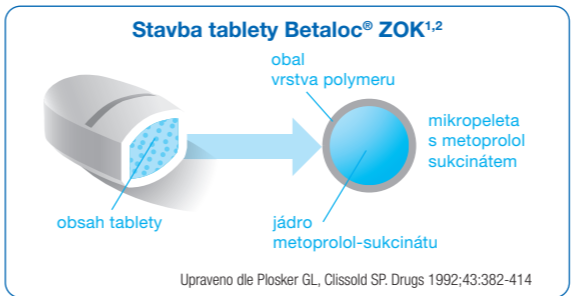 Stavba tablety Betaloc® ZOK1,2
obal
vrstva polymeru
mikropeleta
s metoprolol
sukcinátem
obsah tablety
jádro
metoprolol-sukcinátu
Upraveno dle Plosker GL, Clissold SP. Drugs 1992;43:382-414